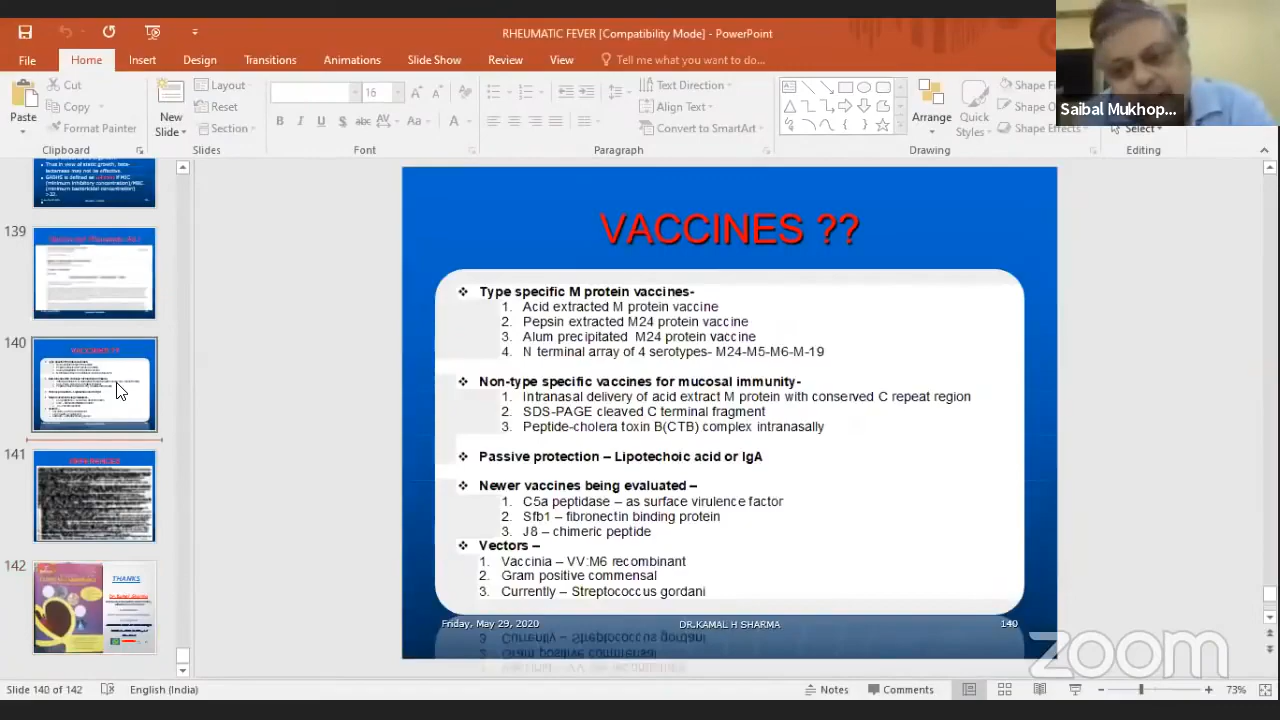 RHEUMATIC FEVER [Compatibility Mode] - PowerPoint
File Home Insert Design Transitions Animations Slide Show Review View Tell me what you want to do...
Cut
Copy
Format Painter
Paste
Clipboard
New
Slide
Layout
Reset
Section
Slides
16
B I U S abc AV Aa A
Font
Text Direction
Align Text
Convert to SmartArt
Paragraph
Arrange
Quick
Styles
Shape
Shape
Shape Effects
Drawing
Select
Editing
Saibal Mukhop...
139
140
141
REFERENCES
142
THANKS
VACCINES ??
❖ Type specific M protein vaccines-
1. Acid extracted M protein vaccine
2. Pepsin extracted M24 protein vaccine
3. Alum precipitated M24 protein vaccine
4. N terminal array of 4 serotypes- M24-M5-M6-M-19
❖ Non-type specific vaccines for mucosal immunity-
1. Intranasal delivery of acid extract M protein with conserved C repeat region
2. SDS-PAGE cleaved C terminal fragment
3. Peptide-cholera toxin B(CTB) complex intranasally
❖ Passive protection – Lipotechoic acid or IgA
❖ Newer vaccines being evaluated –
1. C5a peptidase – as surface virulence factor
2. Sfb1 – fibronectin binding protein
3. J8 – chimeric peptide
❖ Vectors –
1. Vaccinia – VV:M6 recombinant
2. Gram positive commensal
3. Currently – Streptococcus gordani
Friday, May 29, 2020 DR.KAMAL H SHARMA 140
zoom
Slide 140 of 142 English (India) Notes Comments 73%